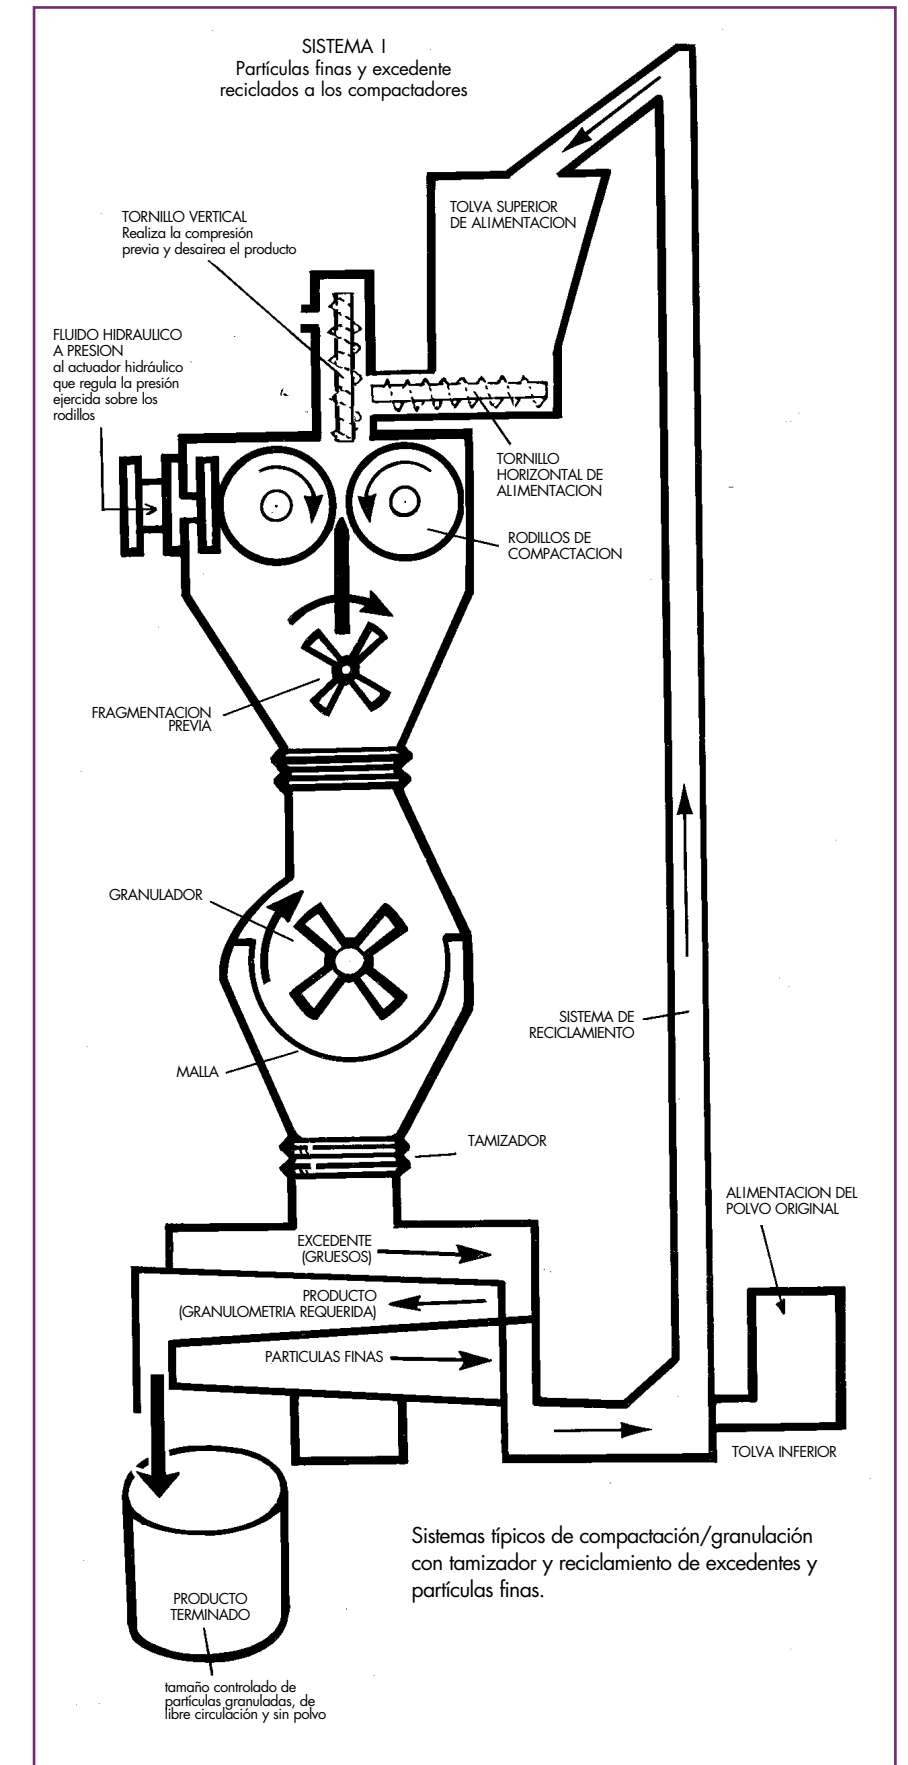 SISTEMA I
Partículas finas y excedente
reciclados a los compactadores
TOLVA SUPERIOR
DE ALIMENTACION
TORNILLO VERTICAL
Realiza la compresión
previa y desairea el producto
FLUIDO HIDRAULICO
A PRESION
al actuador hidráulico
que regula la presión
ejercida sobre los
rodillos
TORNILLO
HORIZONTAL DE
ALIMENTACION
RODILLOS DE
COMPACTACION
FRAGMENTACION
PREVIA
GRANULADOR
SISTEMA DE
RECICLAMIENTO
MALLA
TAMIZADOR
ALIMENTACION DEL
POLVO ORIGINAL
EXCEDENTE
(GRUESOS)
PRODUCTO
(GRANULOMETRIA REQUERIDA)
PARTICULAS FINAS
TOLVA INFERIOR
Sistemas típicos de compactación/granulación
con tamizador y reciclamiento de excedentes y
partículas finas.
PRODUCTO
TERMINADO
tamaño controlado de
partículas granuladas, de
libre circulación y sin polvo